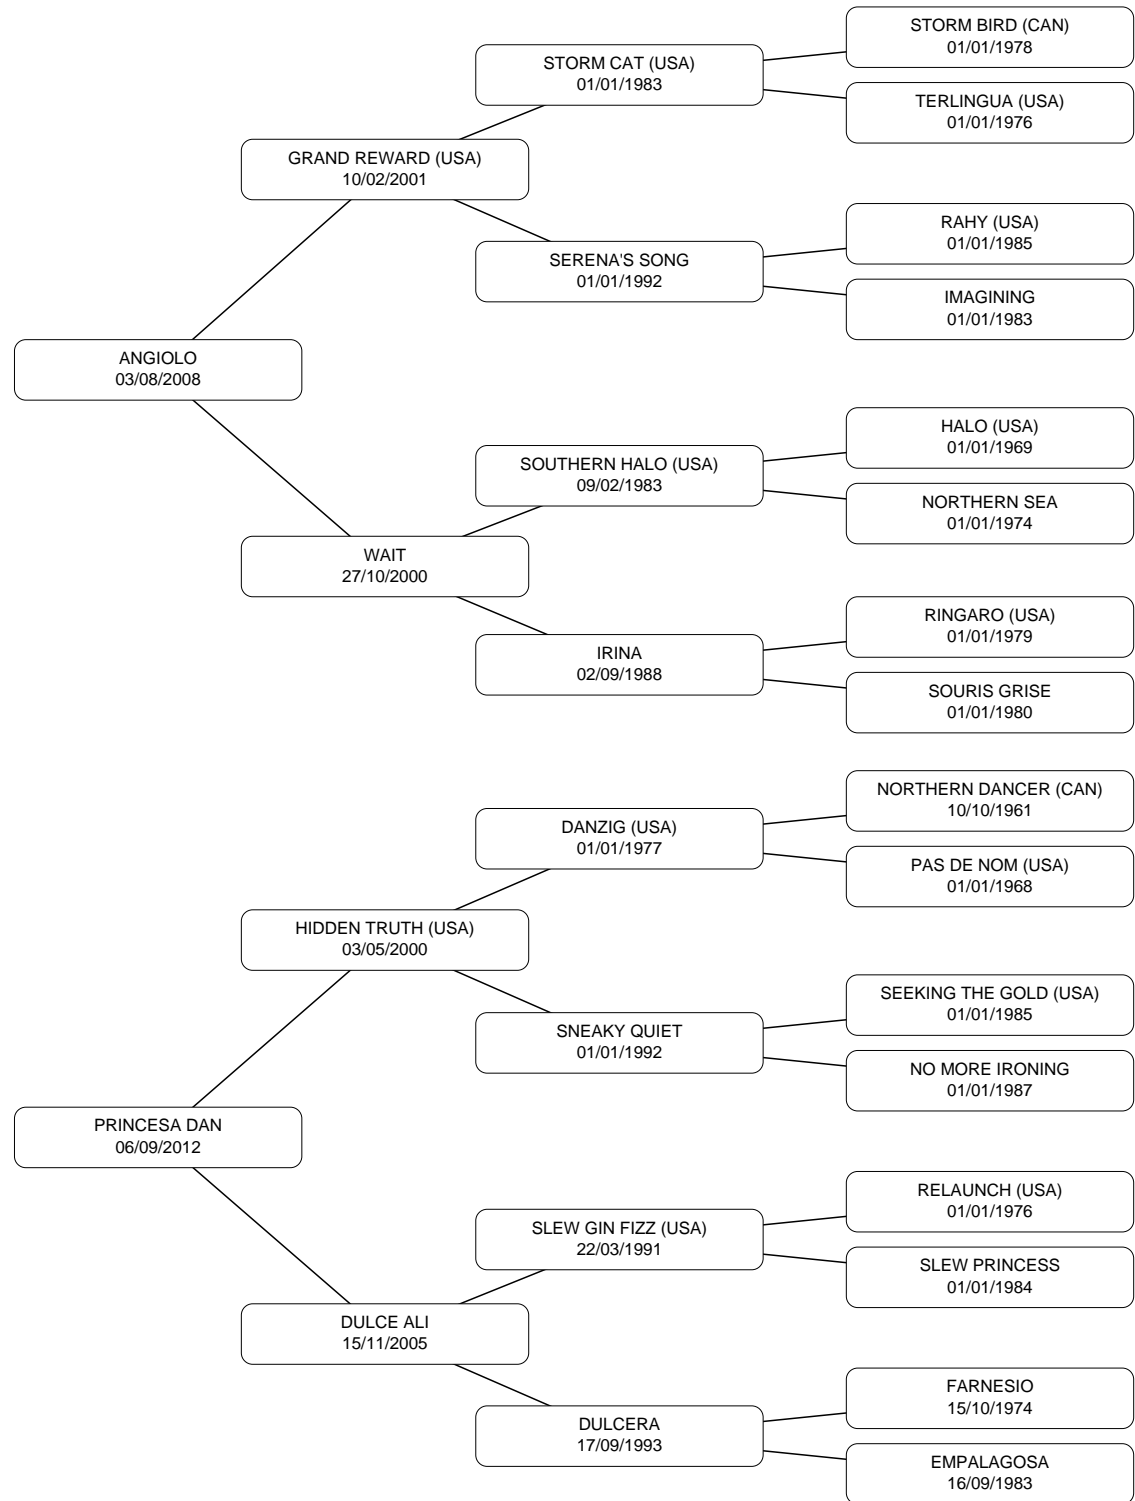 STORM BIRD (CAN)
01/01/1978
STORM CAT (USA)
01/01/1983
TERLINGUA (USA)
01/01/1976
GRAND REWARD (USA)
10/02/2001
RAHY (USA)
01/01/1985
SERENA'S SONG
01/01/1992
IMAGINING
01/01/1983
ANGIOLO
03/08/2008
HALO (USA)
01/01/1969
SOUTHERN HALO (USA)
09/02/1983
NORTHERN SEA
01/01/1974
WAIT
27/10/2000
RINGARO (USA)
01/01/1979
IRINA
02/09/1988
SOURIS GRISE
01/01/1980
NORTHERN DANCER (CAN)
10/10/1961
DANZIG (USA)
01/01/1977
PAS DE NOM (USA)
01/01/1968
HIDDEN TRUTH (USA)
03/05/2000
SEEKING THE GOLD (USA)
01/01/1985
SNEAKY QUIET
01/01/1992
NO MORE IRONING
01/01/1987
PRINCESA DAN
06/09/2012
RELAUNCH (USA)
01/01/1976
SLEW GIN FIZZ (USA)
22/03/1991
SLEW PRINCESS
01/01/1984
DULCE ALI
15/11/2005
FARNESIO
15/10/1974
DULCERA
17/09/1993
EMPALAGOSA
16/09/1983